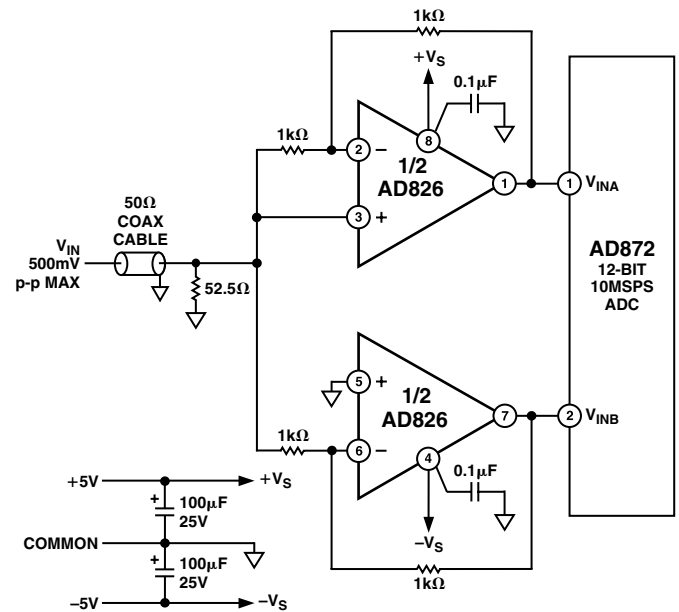 1kΩ
+VS
0.1µF
1kΩ
2
–
8
1/2
AD826
1
1
VINA
3
+
50Ω
COAX
CABLE
VIN
500mV
p-p MAX
52.5Ω
AD872
12-BIT
10MSPS
ADC
5
+
1/2
AD826
7
2
VINB
1kΩ
6
–
4
0.1µF
–VS
1kΩ
+5V
+VS
+
100µF
25V
COMMON
+
100µF
25V
–5V
–VS